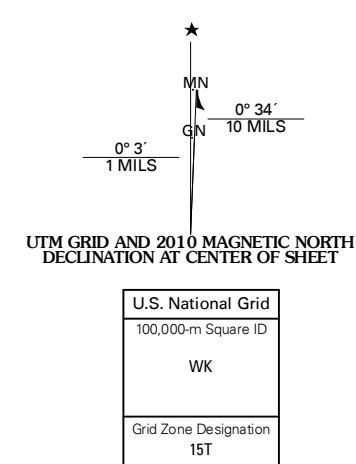 MN
0° 34´
10 MILS
GN
0° 3´
1 MILS
UTM GRID AND 2010 MAGNETIC NORTH
DECLINATION AT CENTER OF SHEET
U.S. National Grid
100,000-m Square ID
WK
Grid Zone Designation
15T